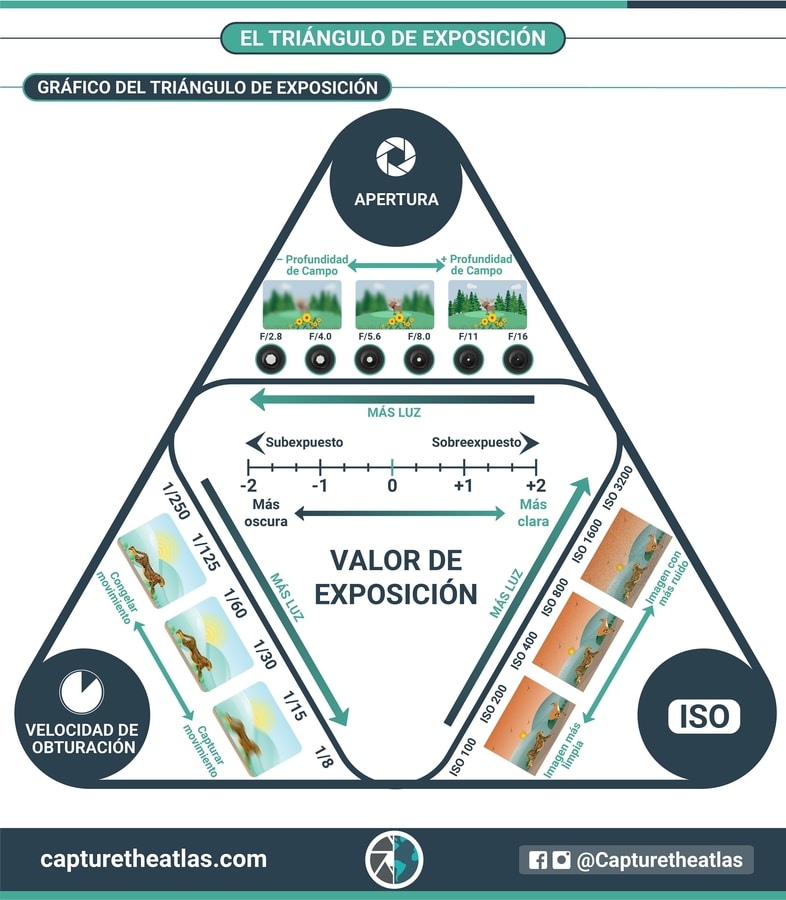 EL TRIÁNGULO DE EXPOSICIÓN
GRÁFICO DEL TRIÁNGULO DE EXPOSICIÓN
APERTURA
− Profundidad
de Campo
+ Profundidad
de Campo
F/2.8 F/4.0 F/5.6 F/8.0 F/11 F/16
MÁS LUZ
Subexpuesto
Sobreexpuesto
-2 -1 0 +1 +2
Más
oscura
Más
clara
VALOR DE
EXPOSICIÓN
1/250
1/125
1/60
1/30
1/15
1/8
Congelar
movimiento
Capturar
movimiento
MÁS LUZ
VELOCIDAD DE
OBTURACIÓN
MÁS LUZ
ISO 3200
ISO 1600
ISO 800
ISO 400
ISO 200
ISO 100
Imagen con
más ruido
Imagen más
limpia
ISO
capturetheatlas.com
@Capturetheatlas